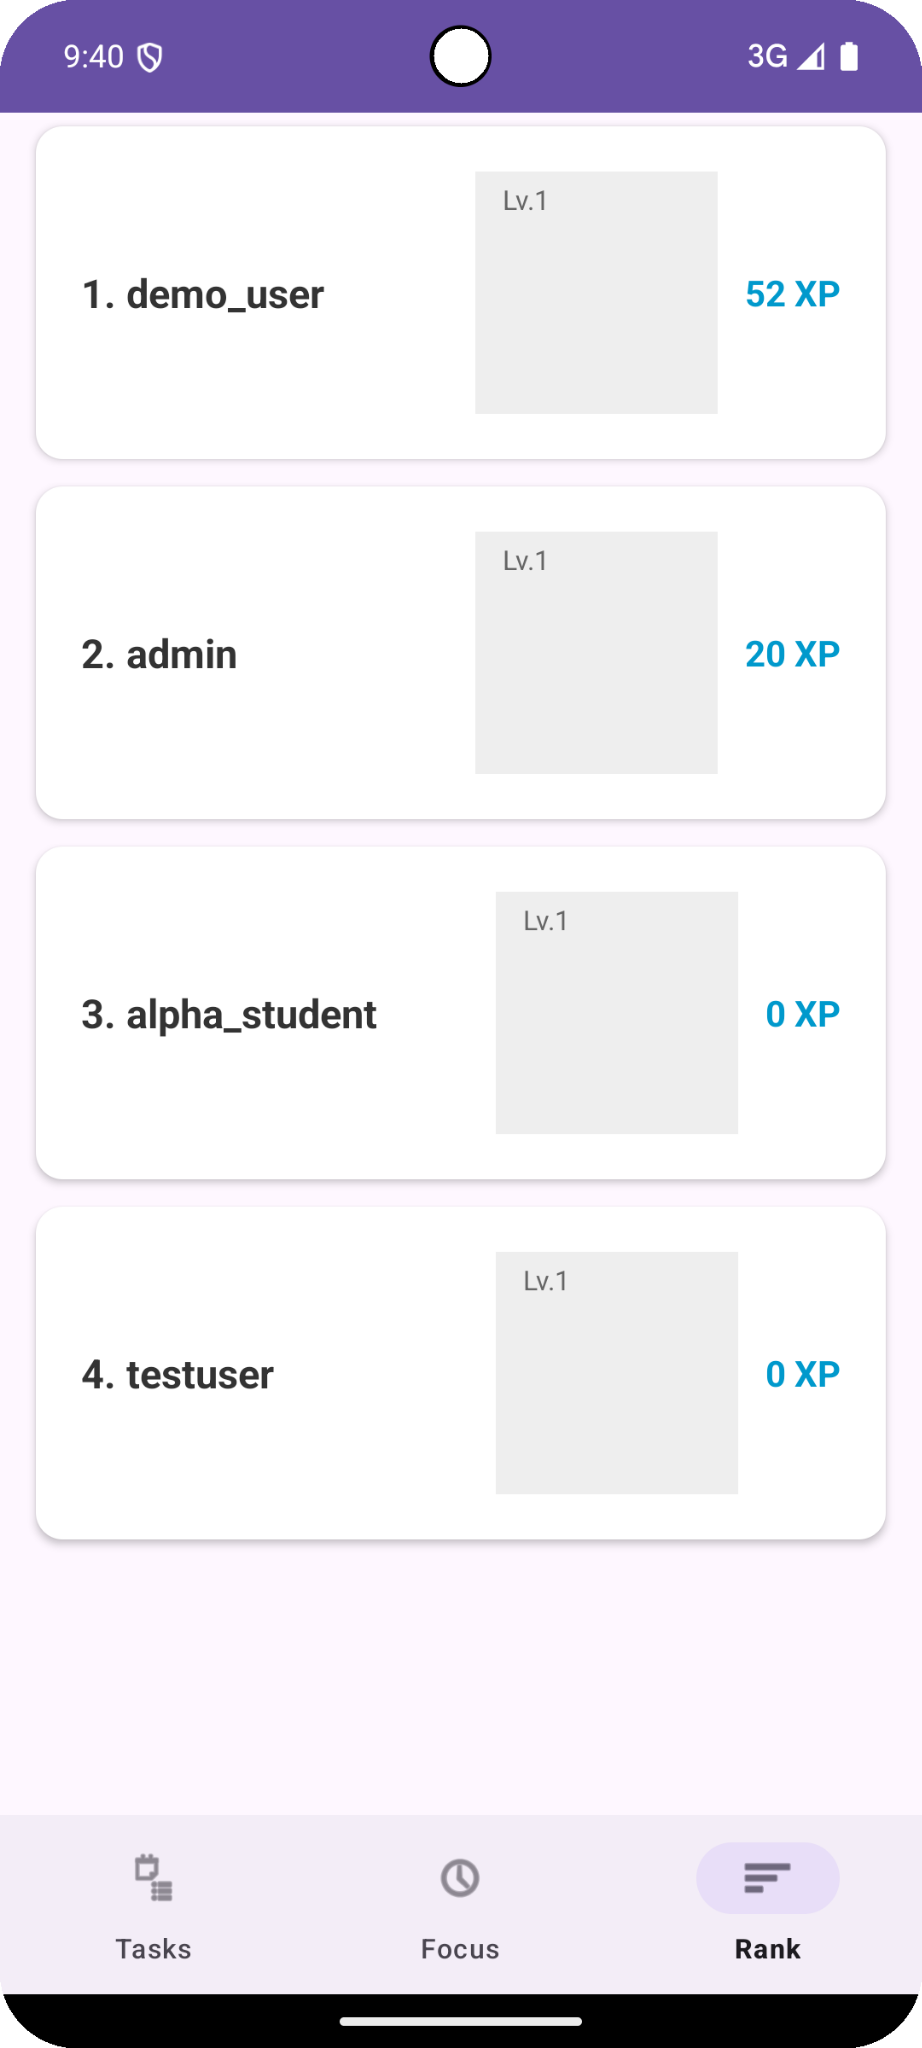 9:40 3G
Lv.1
1. demo_user 52 XP
Lv.1
2. admin 20 XP
Lv.1
3. alpha_student 0 XP
Lv.1
4. testuser 0 XP
Tasks Focus Rank